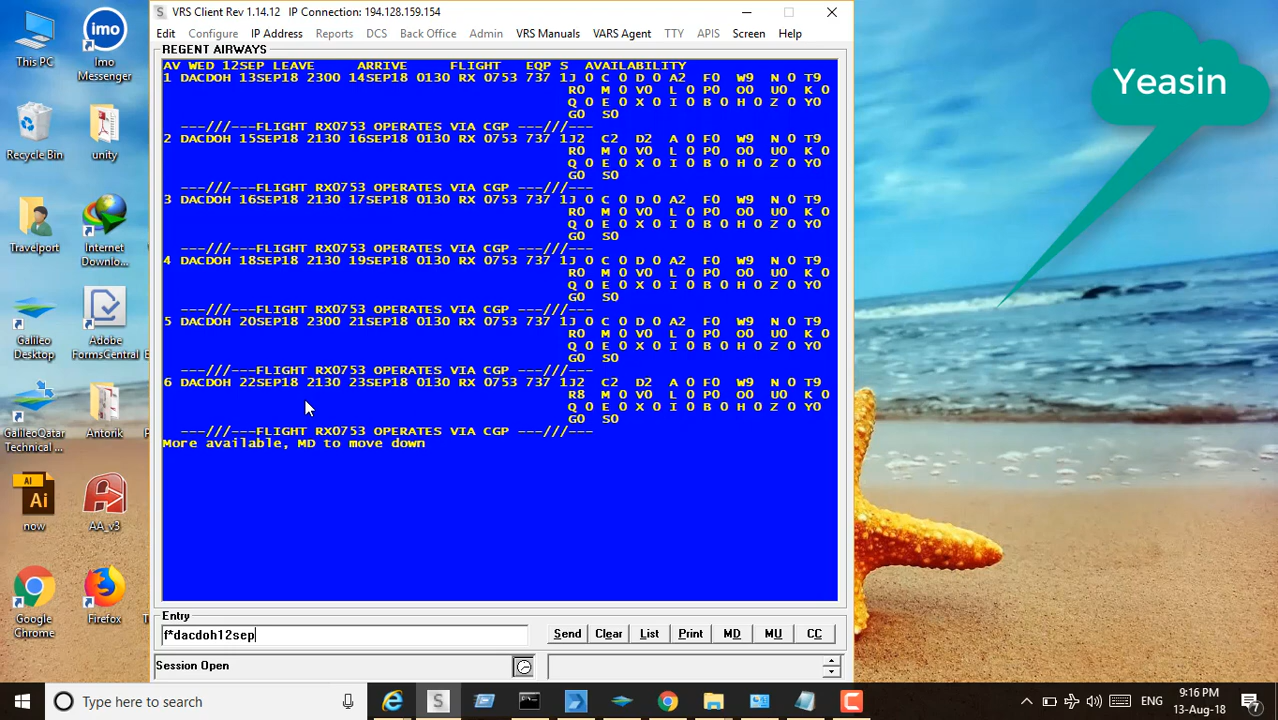 This PC
imo
Imo
Messenger
Recycle Bin
unity
Travelport
Internet
Downlo...
Galileo
Desktop
Adobe
FormsCentral
GalileoQatar
Technical ...
Antorik
now
AA_v3
Google
Chrome
Firefox
VRS Client Rev 1.14.12   IP Connection: 194.128.159.154
Edit Configure IP Address Reports DCS Back Office Admin VRS Manuals VARS Agent TTY APIS Screen Help
REGENT AIRWAYS
AV WED 12SEP LEAVE ARRIVE FLIGHT EQP S AVAILABILITY
1 DACDOH 13SEP18 2300 14SEP18 0130 RX 0753 737 1J 0 C 0 D 0 A2 F0 W9 N 0 T9
R0 M 0 V0 L 0 P0 O0 U0 K 0
Q 0 E 0 X 0 I 0 B 0 H 0 Z 0 Y0
G0 S0
---///---FLIGHT RX0753 OPERATES VIA CGP ---///---
2 DACDOH 15SEP18 2130 16SEP18 0130 RX 0753 737 1J2 C2 D2 A 0 F0 W9 N 0 T9
R0 M 0 V0 L 0 P0 O0 U0 K 0
Q 0 E 0 X 0 I 0 B 0 H 0 Z 0 Y0
G0 S0
---///---FLIGHT RX0753 OPERATES VIA CGP ---///---
3 DACDOH 16SEP18 2130 17SEP18 0130 RX 0753 737 1J 0 C 0 D 0 A2 F0 W9 N 0 T9
R0 M 0 V0 L 0 P0 O0 U0 K 0
Q 0 E 0 X 0 I 0 B 0 H 0 Z 0 Y0
G0 S0
---///---FLIGHT RX0753 OPERATES VIA CGP ---///---
4 DACDOH 18SEP18 2130 19SEP18 0130 RX 0753 737 1J 0 C 0 D 0 A2 F0 W9 N 0 T9
R0 M 0 V0 L 0 P0 O0 U0 K 0
Q 0 E 0 X 0 I 0 B 0 H 0 Z 0 Y0
G0 S0
---///---FLIGHT RX0753 OPERATES VIA CGP ---///---
5 DACDOH 20SEP18 2300 21SEP18 0130 RX 0753 737 1J 0 C 0 D 0 A2 F0 W9 N 0 T9
R0 M 0 V0 L 0 P0 O0 U0 K 0
Q 0 E 0 X 0 I 0 B 0 H 0 Z 0 Y0
G0 S0
---///---FLIGHT RX0753 OPERATES VIA CGP ---///---
6 DACDOH 22SEP18 2130 23SEP18 0130 RX 0753 737 1J2 C2 D2 A 0 F0 W9 N 0 T9
R8 M 0 V0 L 0 P0 O0 U0 K 0
Q 0 E 0 X 0 I 0 B 0 H 0 Z 0 Y0
G0 S0
---///---FLIGHT RX0753 OPERATES VIA CGP ---///---
More available, MD to move down
Entry
f*dacdoh12sep
Send Clear List Print MD MU CC
Session Open
Yeasin
Type here to search
ENG
9:16 PM
13-Aug-18
7